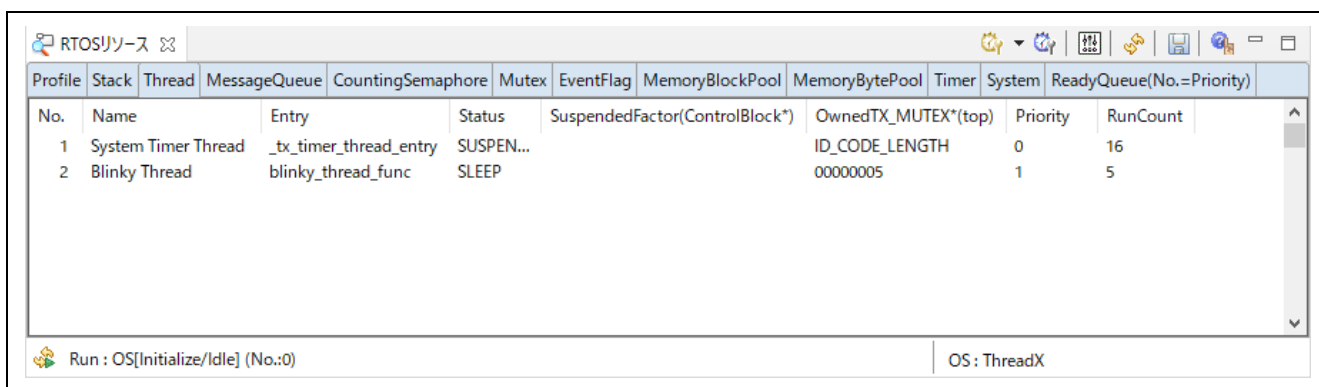 RTOSリソース
Profile Stack Thread MessageQueue CountingSemaphore Mutex EventFlag MemoryBlockPool MemoryBytePool Timer System ReadyQueue(No.=Priority)
No. Name Entry Status SuspendedFactor(ControlBlock*) OwnedTX_MUTEX*(top) Priority RunCount
1 System Timer Thread _tx_timer_thread_entry SUSPEN... ID_CODE_LENGTH 0 16
2 Blinky Thread blinky_thread_func SLEEP 00000005 1 5
Run : OS[Initialize/Idle] (No.:0) OS : ThreadX